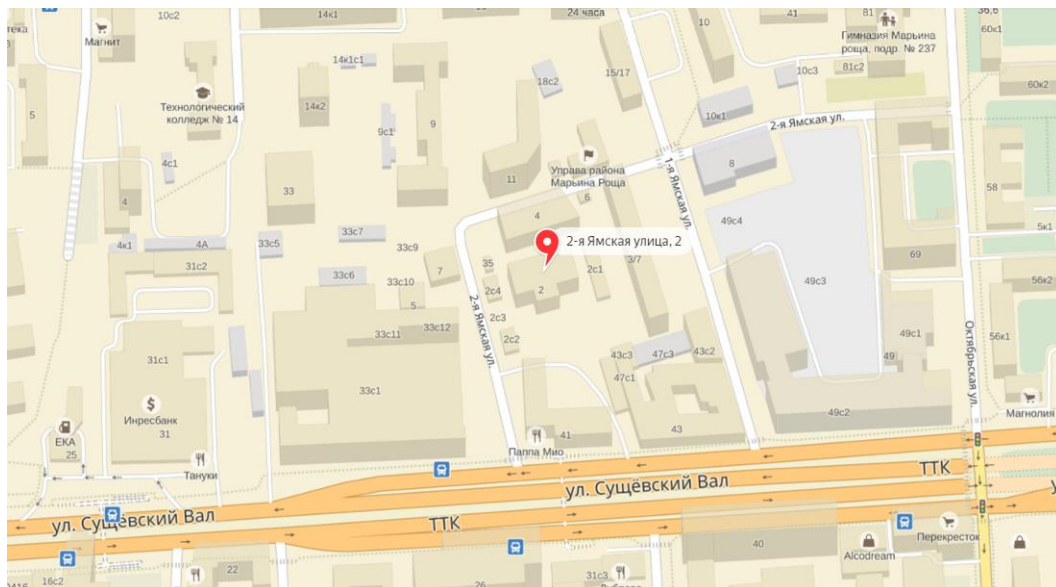 10с2
14к1
24 часа
10
41
81
36,6
тека
Магнит
Гимназия Марьина
роща, подр. № 237
60к1
14к1с1
15/17
18с2
10с3
81с2
60к2
Технологический
колледж № 14
14к2
5
9с1
9
10к1
2-я Ямская ул.
4с1
Управа района
Марьина Роща
8
1-я Ямская ул.
33
11
58
4
6
4
49с4
5к1
4к1
4А
33с5
33с7
33с9
2-я Ямская улица, 2
3/7
69
31с2
33с6
33с10
7
35
2с1
49с3
56к2
2
2с4
5
2с3
2-я Ямская ул.
33с11
33с12
2с2
49с1
56к1
Октябрьская ул.
31с1
43с3
47с3
43с2
49
47с1
33с1
Инресбанк
31
49с2
Магнолия
ЕКА
25
41
43
Паппа Мио
Тануки
ТТК
ул. Сущёвский Вал
ул. Сущёвский Вал
ТТК
Перекресток
40
Alcodream
16с2
22
26
31с3